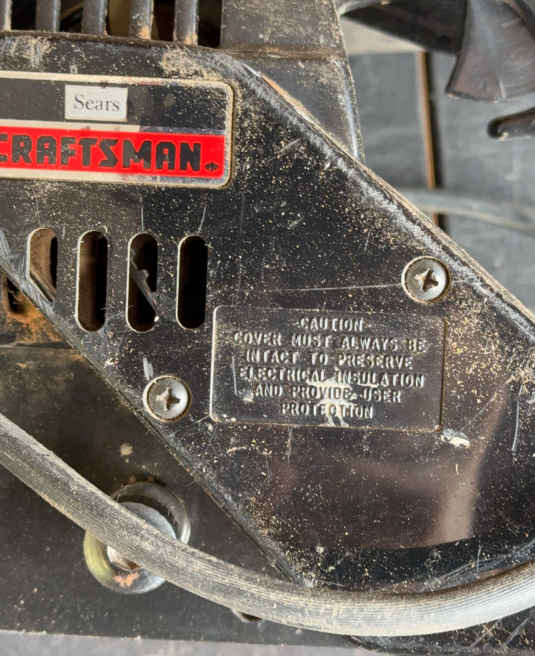 Sears
CRAFTSMAN
CAUTION
COVER MUST ALWAYS BE
INTACT TO PRESERVE
ELECTRICAL INSULATION
AND PROVIDE USER
PROTECTION